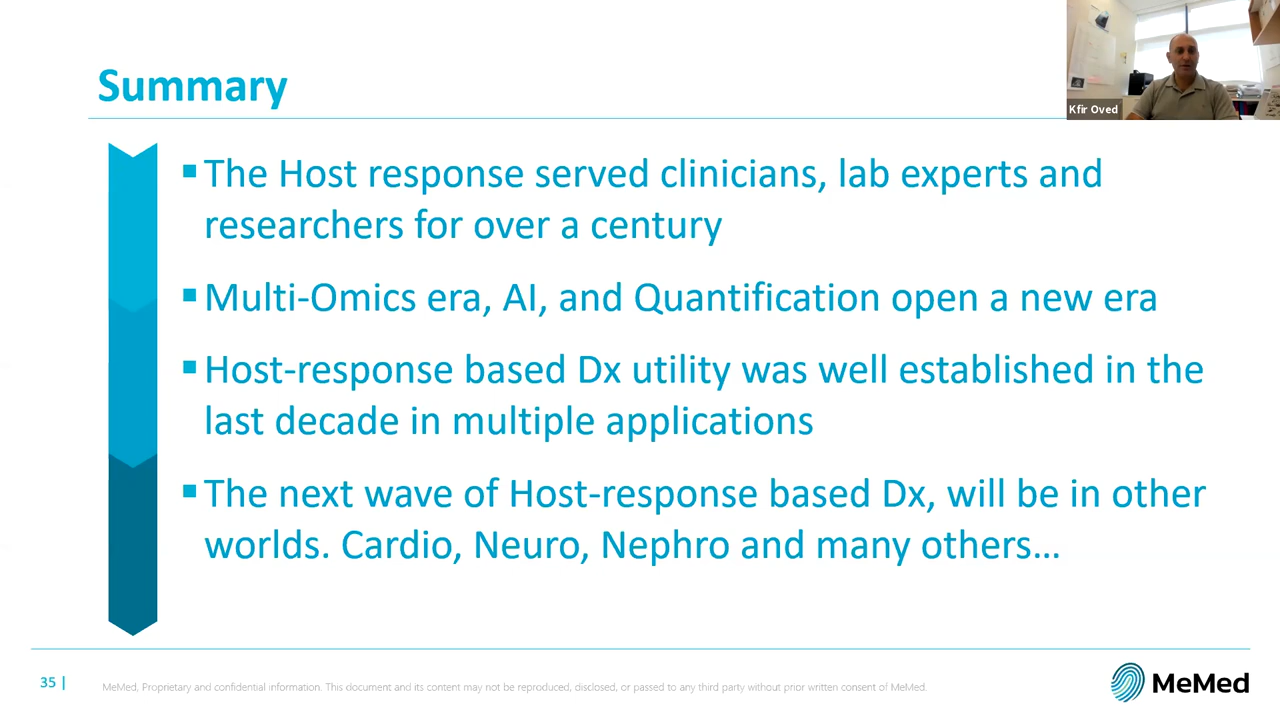 Summary
Kfir Oved
▪The Host response served clinicians, lab experts and
researchers for over a century
▪Multi-Omics era, AI, and Quantification open a new era
▪Host-response based Dx utility was well established in the
last decade in multiple applications
▪The next wave of Host-response based Dx, will be in other
worlds. Cardio, Neuro, Nephro and many others...
35 |
MeMed, Proprietary and confidential information. This document and its content may not be reproduced, disclosed, or passed to any third party without prior written consent of MeMed.
MeMed